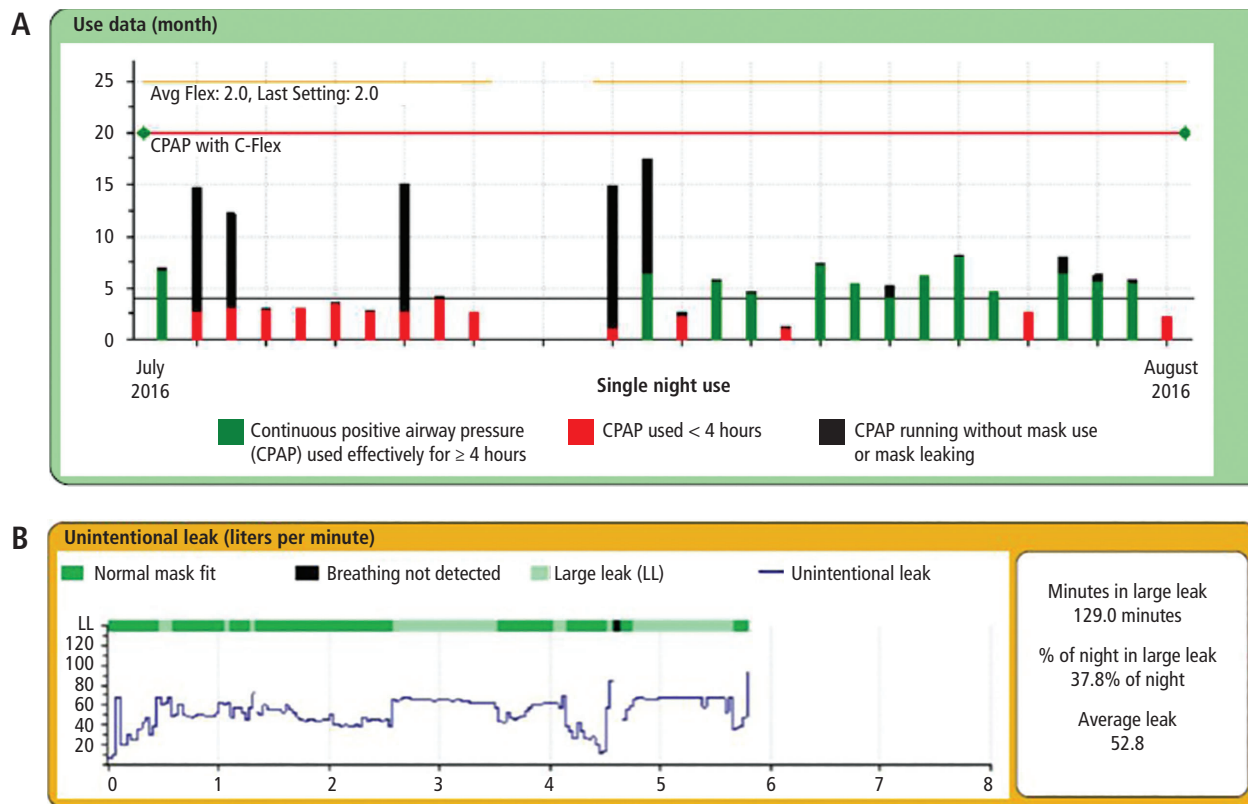 A
Use data (month)
25
Avg Flex: 2.0, Last Setting: 2.0
20
CPAP with C-Flex
15
10
5
0
July
2016
Single night use
August
2016
Continuous positive airway pressure
(CPAP) used effectively for ≥ 4 hours
CPAP used < 4 hours
CPAP running without mask use
or mask leaking
B
Unintentional leak (liters per minute)
Normal mask fit
Breathing not detected
Large leak (LL)
Unintentional leak
LL
120
100
80
60
40
20
0 1 2 3 4 5 6 7 8
Minutes in large leak
129.0 minutes
% of night in large leak
37.8% of night
Average leak
52.8